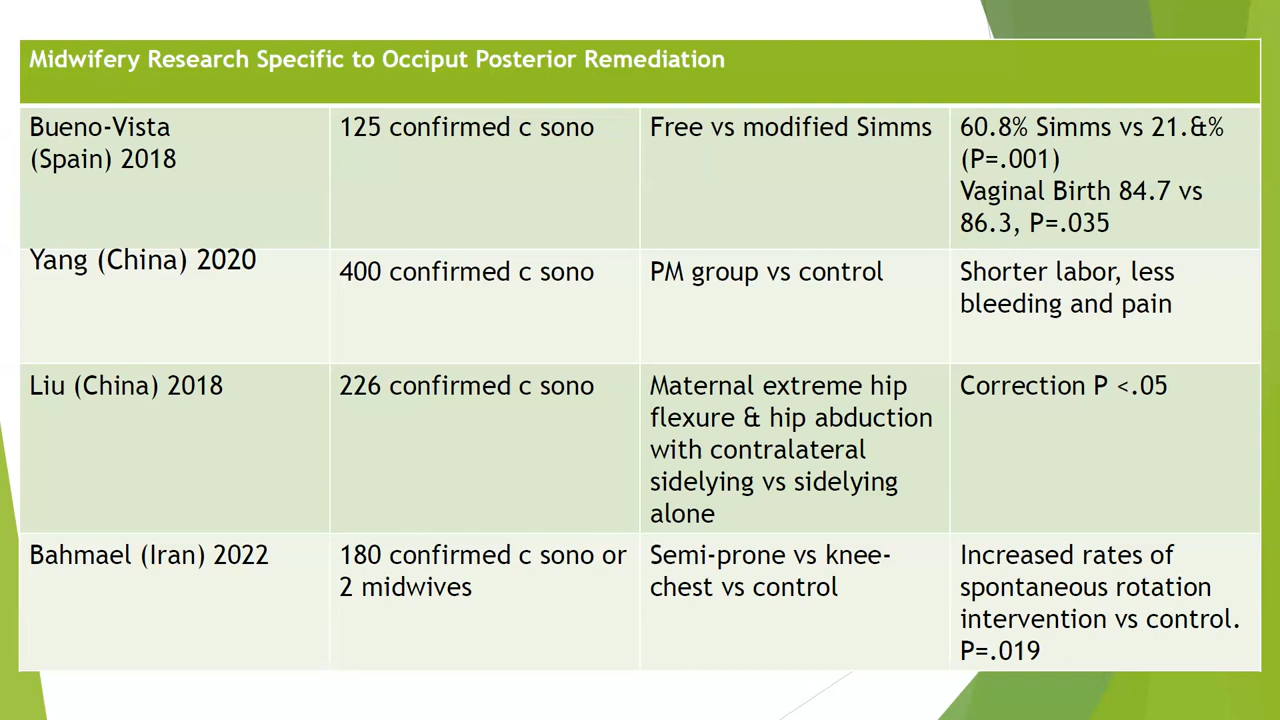 Midwifery Research Specific to Occiput Posterior Remediation
Bueno-Vista
(Spain) 2018
125 confirmed c sono
Free vs modified Simms
60.8% Simms vs 21.&%
(P=.001)
Vaginal Birth 84.7 vs
86.3, P=.035
Yang (China) 2020
400 confirmed c sono
PM group vs control
Shorter labor, less
bleeding and pain
Liu (China) 2018
226 confirmed c sono
Maternal extreme hip
flexure & hip abduction
with contralateral
sidelying vs sidelying
alone
Correction P <.05
Bahmael (Iran) 2022
180 confirmed c sono or
2 midwives
Semi-prone vs knee-
chest vs control
Increased rates of
spontaneous rotation
intervention vs control.
P=.019